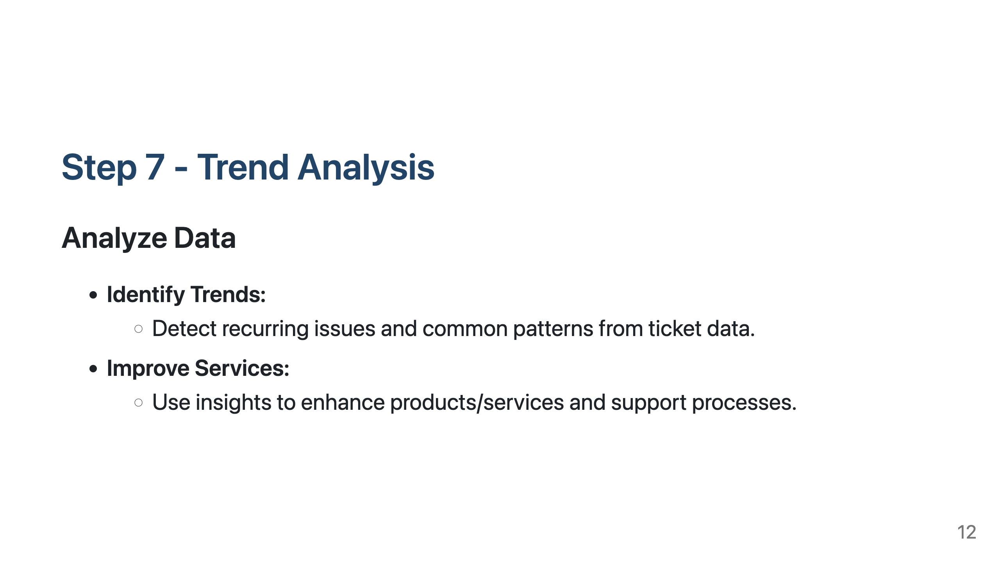 Step 7 - Trend Analysis
Analyze Data
• Identify Trends:
○ Detect recurring issues and common patterns from ticket data.
• Improve Services:
○ Use insights to enhance products/services and support processes.
12